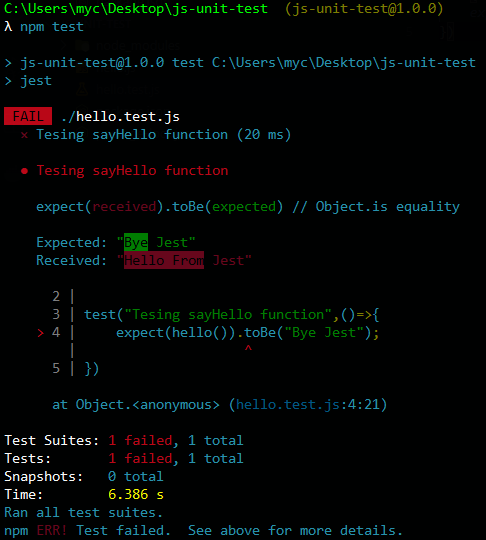 C:\Users\myc\Desktop\js-unit-test  (js-unit-test@1.0.0)
λ npm test
> js-unit-test@1.0.0 test C:\Users\myc\Desktop\js-unit-test
> jest
FAIL ./hello.test.js
× Tesing sayHello function (20 ms)
● Tesing sayHello function
expect(received).toBe(expected) // Object.is equality
Expected: "Bye Jest"
Received: "Hello From Jest"
2 |
3 | test("Tesing sayHello function",()=>{
> 4 |     expect(hello()).toBe("Bye Jest");
|                     ^
5 | })
at Object.<anonymous> (hello.test.js:4:21)
Test Suites: 1 failed, 1 total
Tests:       1 failed, 1 total
Snapshots:   0 total
Time:        6.386 s
Ran all test suites.
npm ERR! Test failed.  See above for more details.